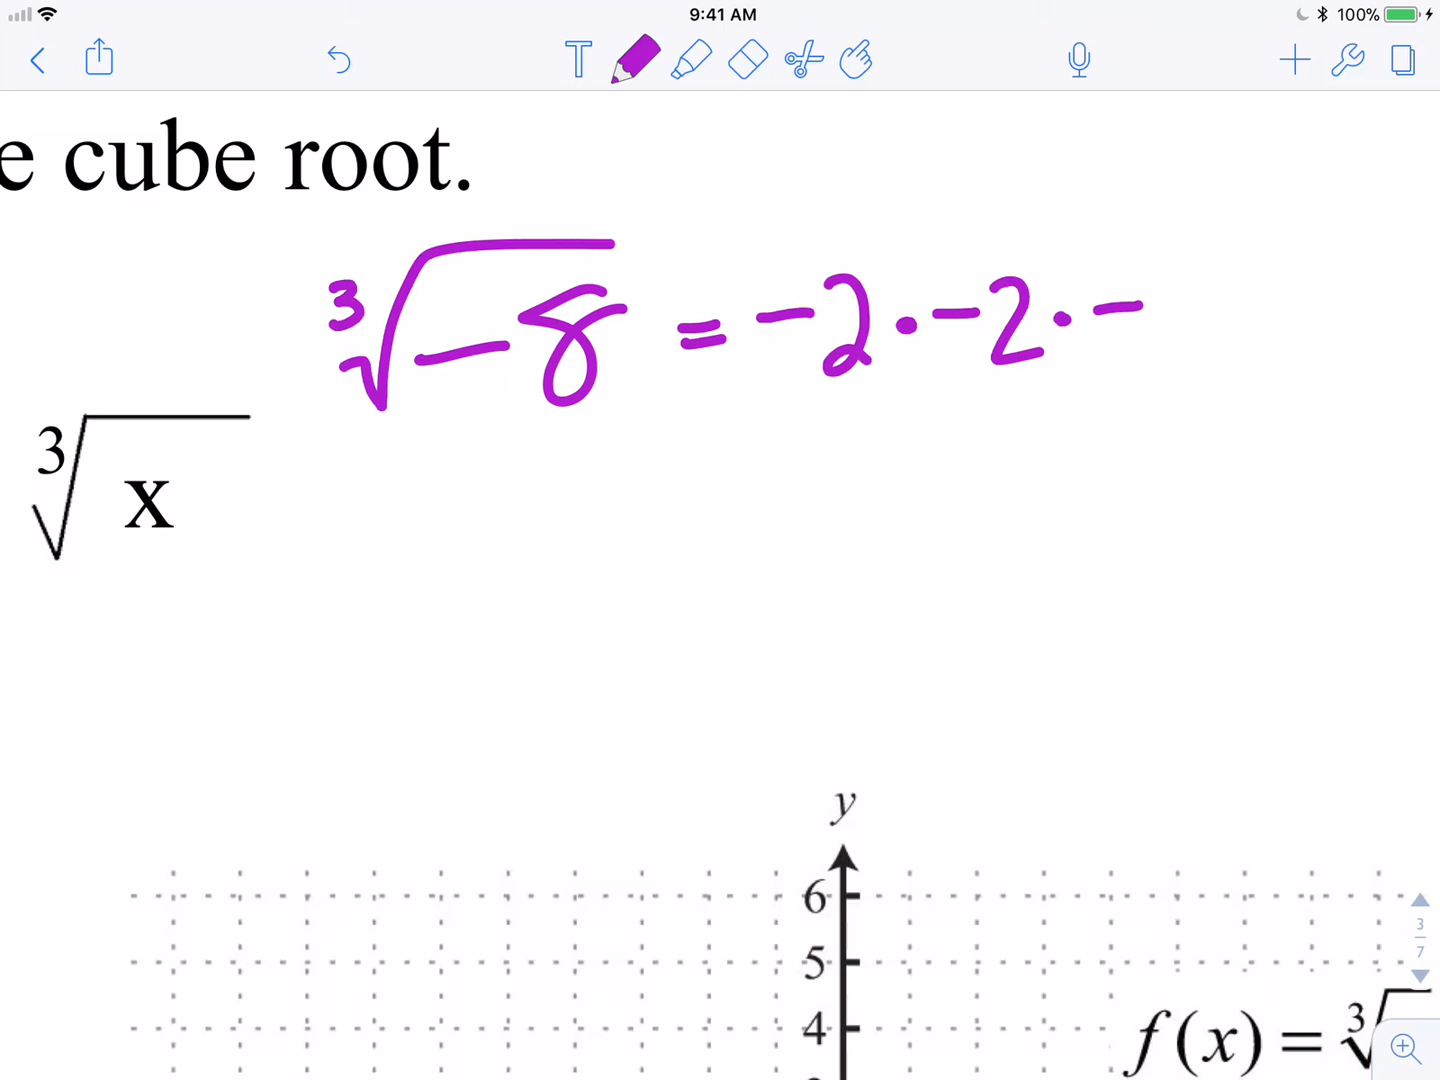 9:41 AM
100%
T
e cube root.
∛-8 = -2 · -2 · -
∛x
y
6
5
3
7
4
f(x) = ∛